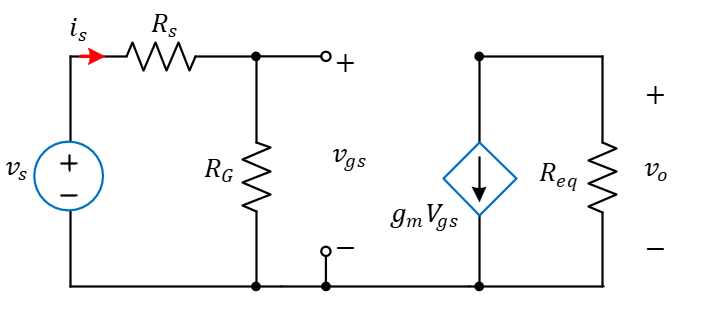 i_s
R_s
+
v_s
+
−
R_G
v_gs
−
g_m V_gs
R_eq
+
v_o
−